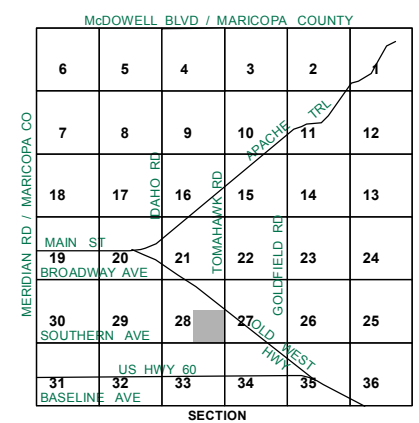 McDOWELL BLVD / MARICOPA COUNTY
6 5 4 3 2 1
MERIDIAN RD / MARICOPA CO
7 8 9 10 11 12
APACHE TRL
IDAHO RD
TOMAHAWK RD
GOLDFIELD RD
18 17 16 15 14 13
MAIN ST
19 20 21 22 23 24
BROADWAY AVE
30 29 28 27 26 25
SOUTHERN AVE
OLD WEST HWY
US HWY 60
31 32 33 34 35 36
BASELINE AVE
SECTION